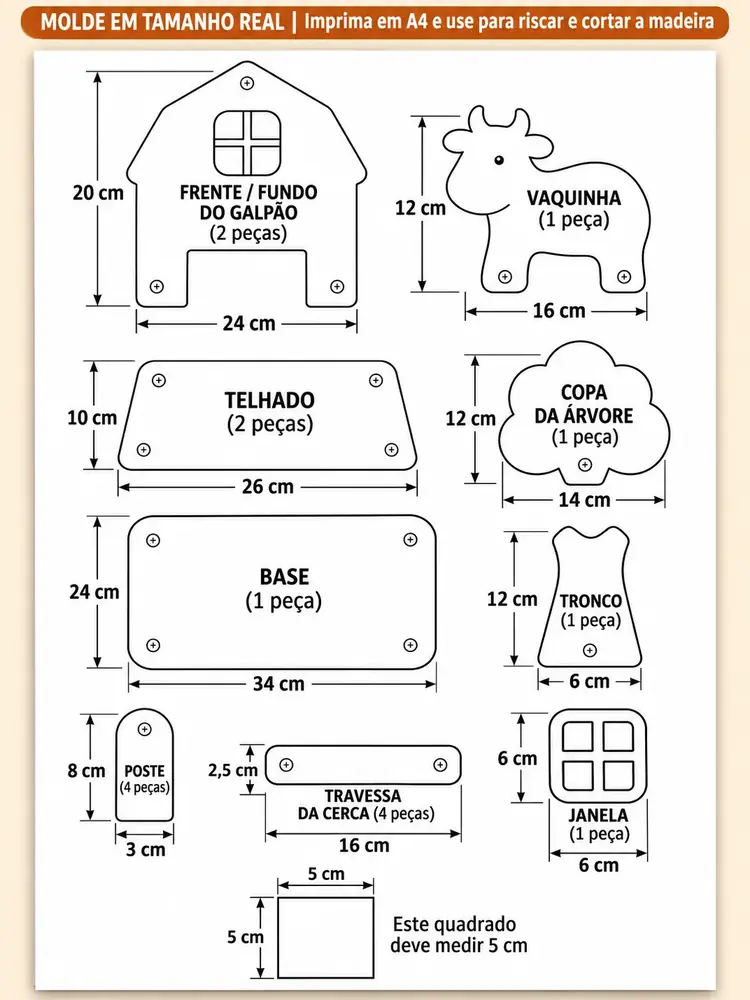 MOLDE EM TAMANHO REAL | Imprima em A4 e use para riscar e cortar a madeira
20 cm
FRENTE / FUNDO
DO GALPÃO
(2 peças)
24 cm
12 cm
VAQUINHA
(1 peça)
16 cm
10 cm
TELHADO
(2 peças)
26 cm
12 cm
COPA
DA ÁRVORE
(1 peça)
14 cm
24 cm
BASE
(1 peça)
34 cm
12 cm
TRONCO
(1 peça)
6 cm
8 cm
POSTE
(4 peças)
3 cm
2,5 cm
TRAVESSA
DA CERCA (4 peças)
16 cm
6 cm
JANELA
(1 peça)
6 cm
5 cm
5 cm
Este quadrado
deve medir 5 cm